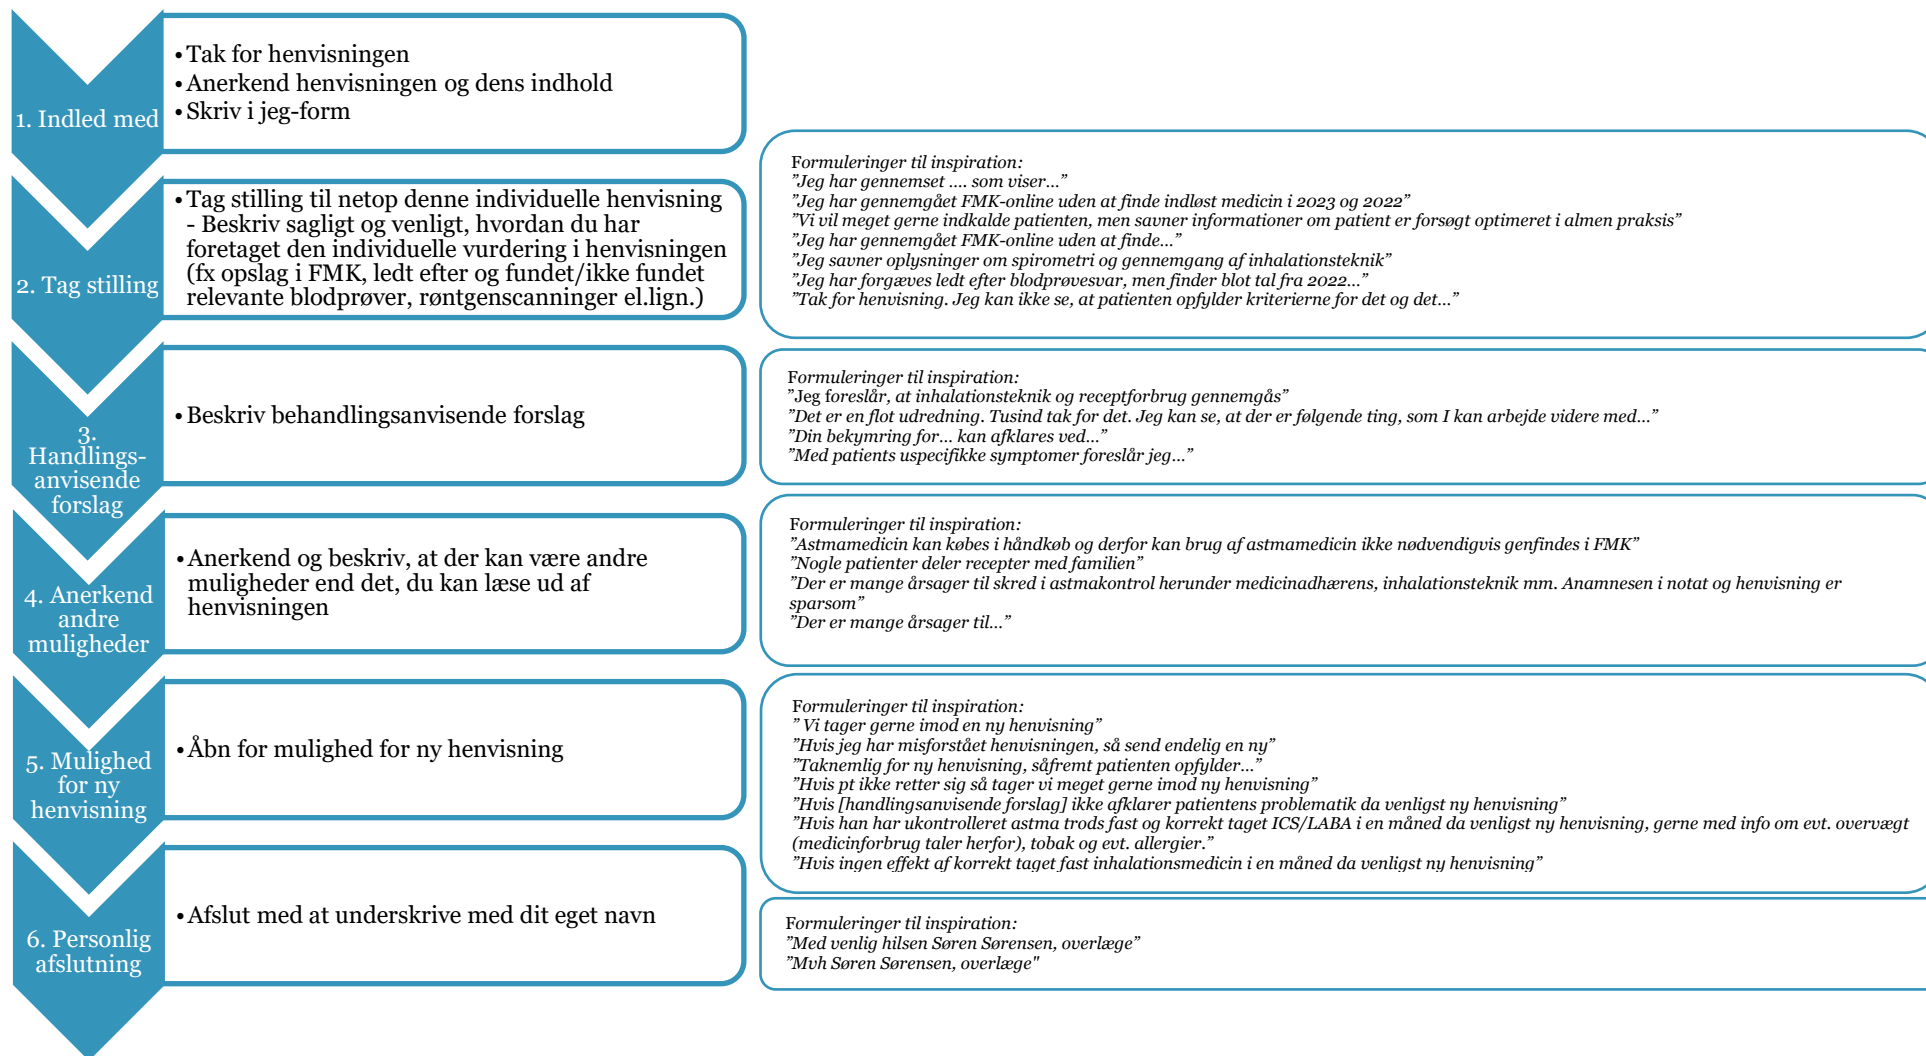 1. Indled med
•Tak for henvisningen
•Anerkend henvisningen og dens indhold
•Skriv i jeg-form
2. Tag stilling
•Tag stilling til netop denne individuelle henvisning
- Beskriv sagligt og venligt, hvordan du har
foretaget den individuelle vurdering i henvisningen
(fx opslag i FMK, ledt efter og fundet/ikke fundet
relevante blodprøver, røntgenscanninger el.lign.)
Formuleringer til inspiration:
”Jeg har gennemset .... som viser...”
”Jeg har gennemgået FMK-online uden at finde indløst medicin i 2023 og 2022”
”Vi vil meget gerne indkalde patienten, men savner informationer om patient er forsøgt optimeret i almen praksis”
”Jeg har gennemgået FMK-online uden at finde...”
”Jeg savner oplysninger om spirometri og gennemgang af inhalationsteknik”
”Jeg har forgæves ledt efter blodprøvesvar, men finder blot tal fra 2022...”
”Tak for henvisning. Jeg kan ikke se, at patienten opfylder kriterierne for det og det...”
3.
Handlings-
anvisende
forslag
•Beskriv behandlingsanvisende forslag
Formuleringer til inspiration:
”Jeg foreslår, at inhalationsteknik og receptforbrug gennemgås”
”Det er en flot udredning. Tusind tak for det. Jeg kan se, at der er følgende ting, som I kan arbejde videre med...”
”Din bekymring for... kan afklares ved...”
”Med patients uspecifikke symptomer foreslår jeg...”
4. Anerkend
andre
muligheder
•Anerkend og beskriv, at der kan være andre
muligheder end det, du kan læse ud af
henvisningen
Formuleringer til inspiration:
”Astmamedicin kan købes i håndkøb og derfor kan brug af astmamedicin ikke nødvendigvis genfindes i FMK”
”Nogle patienter deler recepter med familien”
”Der er mange årsager til skred i astmakontrol herunder medicinadhærens, inhalationsteknik mm. Anamnesen i notat og henvisning er
sparsom”
”Der er mange årsager til...”
5. Mulighed
for ny
henvisning
•Åbn for mulighed for ny henvisning
Formuleringer til inspiration:
” Vi tager gerne imod en ny henvisning”
”Hvis jeg har misforstået henvisningen, så send endelig en ny”
”Taknemlig for ny henvisning, såfremt patienten opfylder...”
”Hvis pt ikke retter sig så tager vi meget gerne imod ny henvisning”
”Hvis [handlingsanvisende forslag] ikke afklarer patientens problematik da venligst ny henvisning”
”Hvis han har ukontrolleret astma trods fast og korrekt taget ICS/LABA i en måned da venligst ny henvisning, gerne med info om evt. overvægt
(medicinforbrug taler herfor), tobak og evt. allergier.”
”Hvis ingen effekt af korrekt taget fast inhalationsmedicin i en måned da venligst ny henvisning”
6. Personlig
afslutning
•Afslut med at underskrive med dit eget navn
Formuleringer til inspiration:
”Med venlig hilsen Søren Sørensen, overlæge”
”Mvh Søren Sørensen, overlæge"